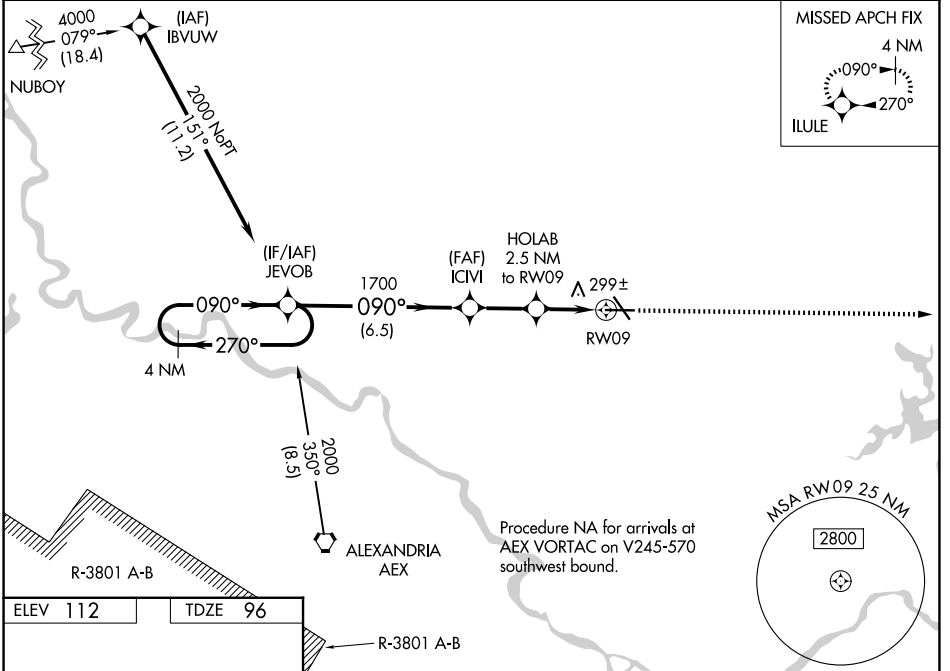 4000
079°
(18.4)
NUBOY
(IAF)
IBVUW
2000 NoPT
151°
(11.2)
MISSED APCH FIX
4 NM
090°
270°
ILULE
(IF/IAF)
JEVOB
090°
270°
4 NM
1700
090°
(6.5)
(FAF)
ICIVI
HOLAB
2.5 NM
to RW09
299±
RW09
2000
350°
(8.5)
ALEXANDRIA
AEX
Procedure NA for arrivals at
AEX VORTAC on V245-570
southwest bound.
MSA RW09 25 NM
2800
R-3801 A-B
ELEV 112
TDZE 96
R-3801 A-B